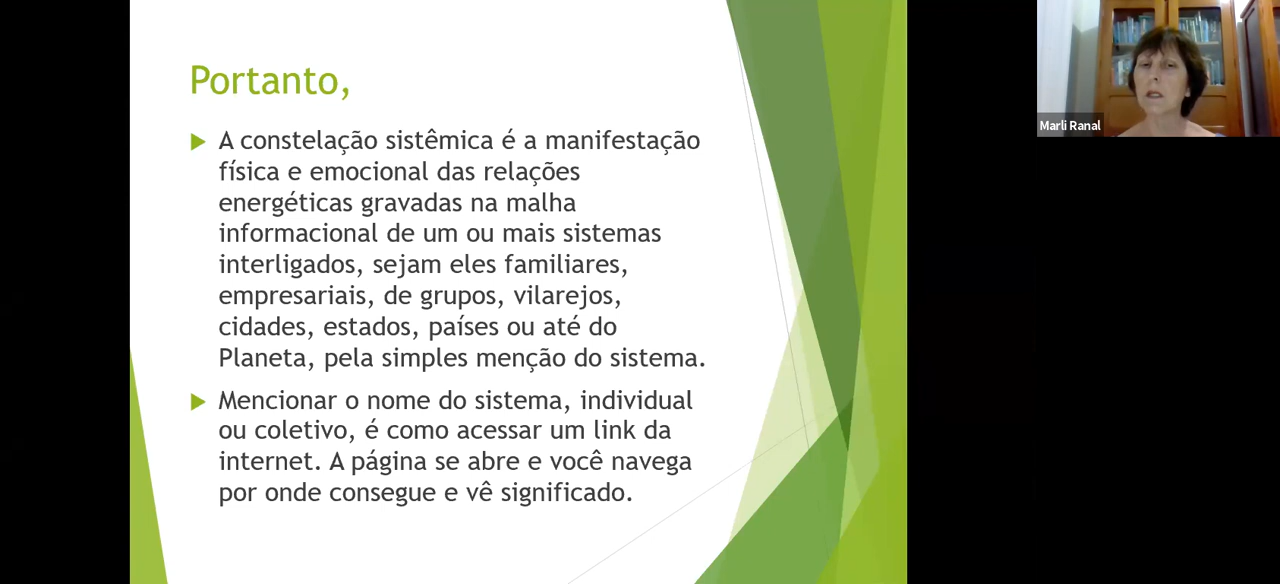 Portanto,
A constelação sistêmica é a manifestação
física e emocional das relações
energéticas gravadas na malha
informacional de um ou mais sistemas
interligados, sejam eles familiares,
empresariais, de grupos, vilarejos,
cidades, estados, países ou até do
Planeta, pela simples menção do sistema.
Mencionar o nome do sistema, individual
ou coletivo, é como acessar um link da
internet. A página se abre e você navega
por onde consegue e vê significado.
Marli Ranal